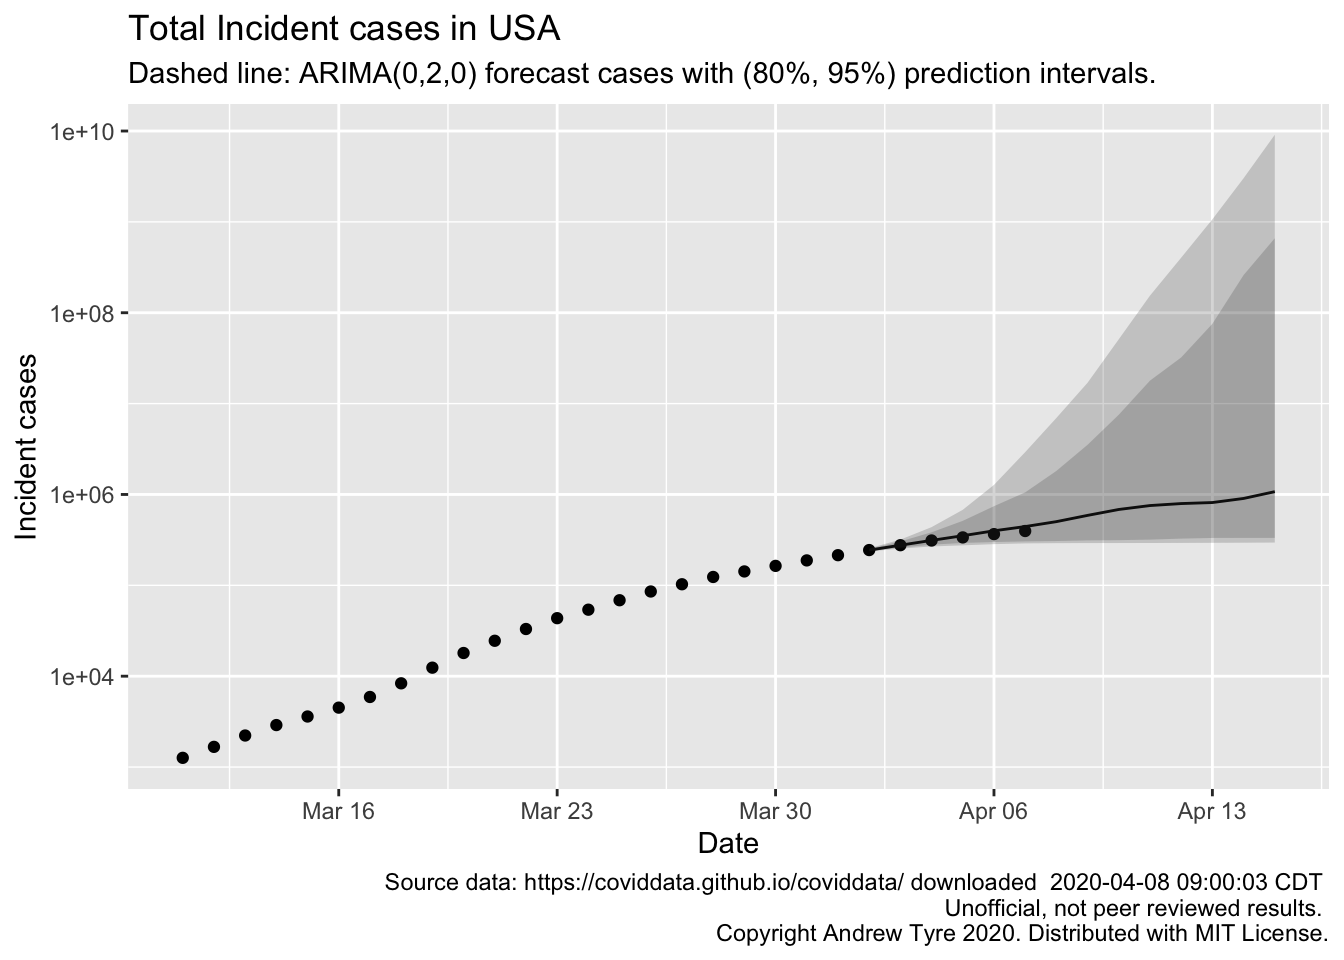 Total Incident cases in USA
Dashed line: ARIMA(0,2,0) forecast cases with (80%, 95%) prediction intervals.
1e+10
1e+08
1e+06
1e+04
Incident cases
Mar 16
Mar 23
Mar 30
Apr 06
Apr 13
Date
Source data: https://coviddata.github.io/coviddata/ downloaded  2020-04-08 09:00:03 CDT
Unofficial, not peer reviewed results.
Copyright Andrew Tyre 2020. Distributed with MIT License.